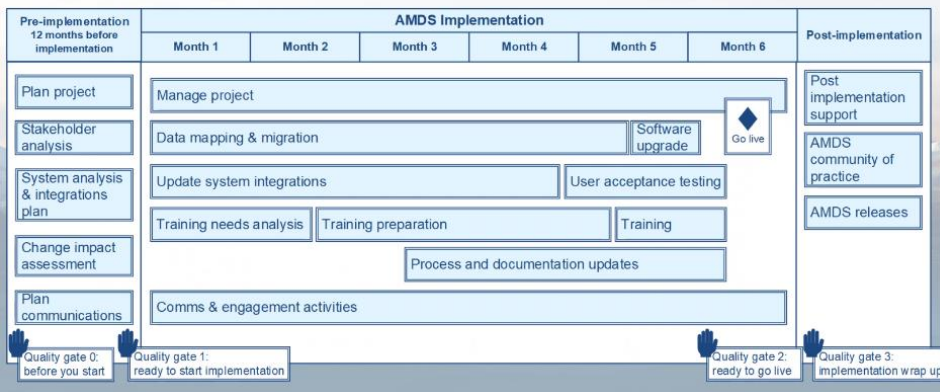 Pre-implementation
12 months before
implementation
AMDS Implementation
Post-implementation
Month 1
Month 2
Month 3
Month 4
Month 5
Month 6
Plan project
Stakeholder
analysis
System analysis
& integrations
plan
Change impact
assessment
Plan
communications
Manage project
Go live
Data mapping & migration
Software
upgrade
Update system integrations
User acceptance testing
Training needs analysis
Training preparation
Training
Process and documentation updates
Comms & engagement activities
Post
implementation
support
AMDS
community of
practice
AMDS releases
Quality gate 0:
before you start
Quality gate 1:
ready to start implementation
Quality gate 2:
ready to go live
Quality gate 3:
implementation wrap up